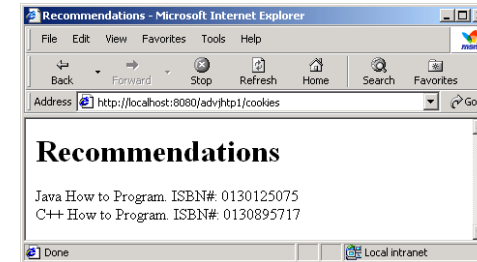 Recommendations - Microsoft Internet Explorer
File Edit View Favorites Tools Help
msn
Back Forward Stop Refresh Home Search Favorites
Address http://localhost:8080/advjhtp1/cookies Go
Recommendations
Java How to Program. ISBN#: 0130125075
C++ How to Program. ISBN#: 0130895717
Done Local intranet